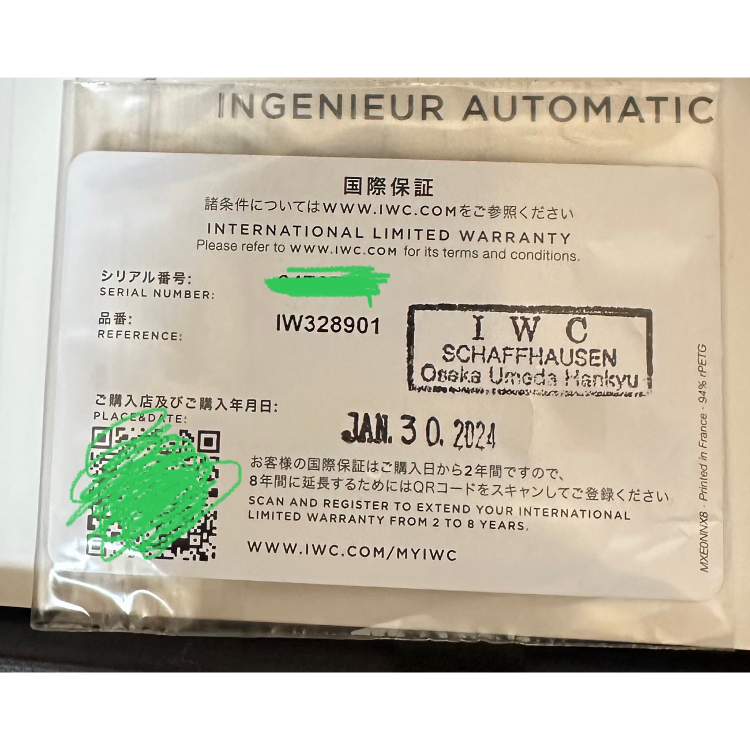 INGENIEUR AUTOMATIC
国際保証
諸条件についてはWWW.IWC.COMをご参照ください
INTERNATIONAL LIMITED WARRANTY
Please refer to WWW.IWC.COM for its terms and conditions.
シリアル番号:
SERIAL NUMBER:
品番:
REFERENCE:
IW328901
I W C
SCHAFFHAUSEN
Osaka Umeda Hankyu
ご購入店及びご購入年月日:
PLACE&DATE:
JAN. 30. 2024
お客様の国際保証はご購入日から2年間ですので、
8年間に延長するためにはQRコードをスキャンしてご登録ください
SCAN AND REGISTER TO EXTEND YOUR INTERNATIONAL
LIMITED WARRANTY FROM 2 TO 8 YEARS.
WWW.IWC.COM/MYIWC
MXE0NNX8 - Printed in France - 94% rPETG